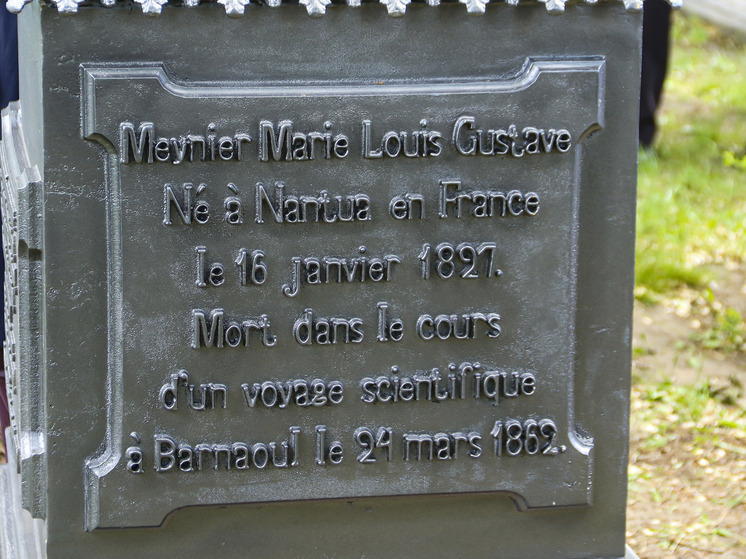 Meynier Marie Louis Gustave
Né à Nantua en France
le 16 janvier 1897.
Mort dans le cours
d'un voyage scientifique
à Barnaoul le 24 mars 1862.